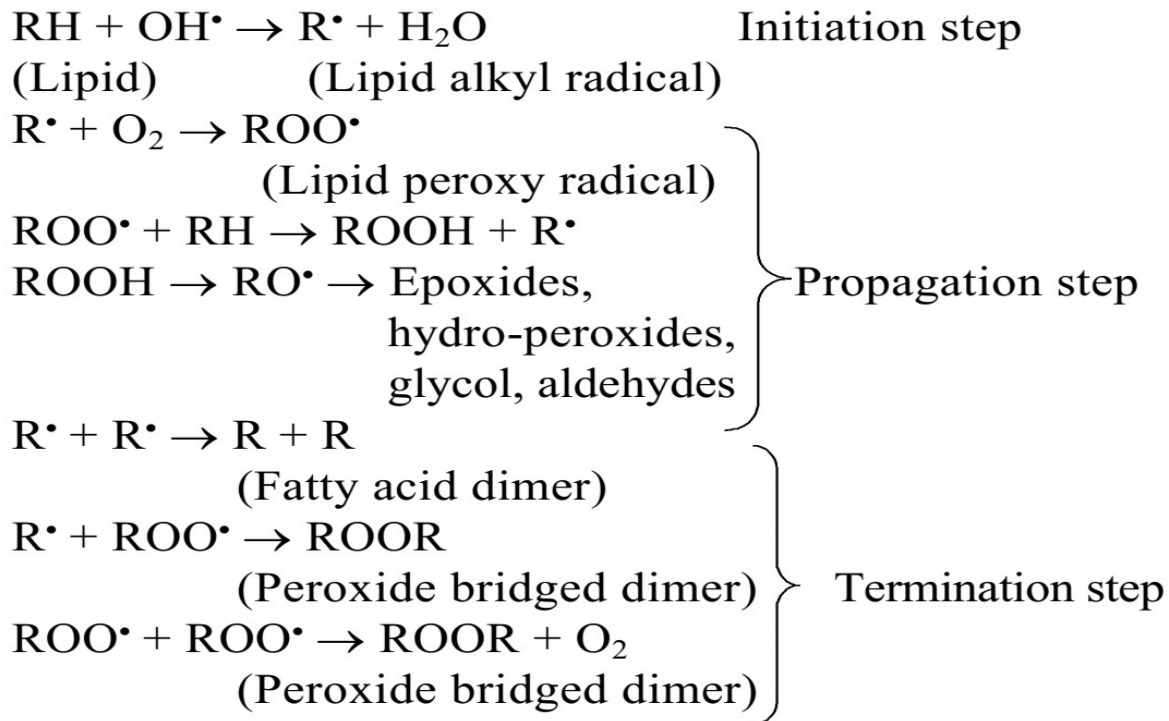 RH + OH• → R• + H₂O Initiation step
(Lipid) (Lipid alkyl radical)
R• + O₂ → ROO•
(Lipid peroxy radical)
ROO• + RH → ROOH + R•
ROOH → RO• → Epoxides, Propagation step
hydro-peroxides,
glycol, aldehydes
R• + R• → R + R
(Fatty acid dimer)
R• + ROO• → ROOR
(Peroxide bridged dimer) Termination step
ROO• + ROO• → ROOR + O₂
(Peroxide bridged dimer)